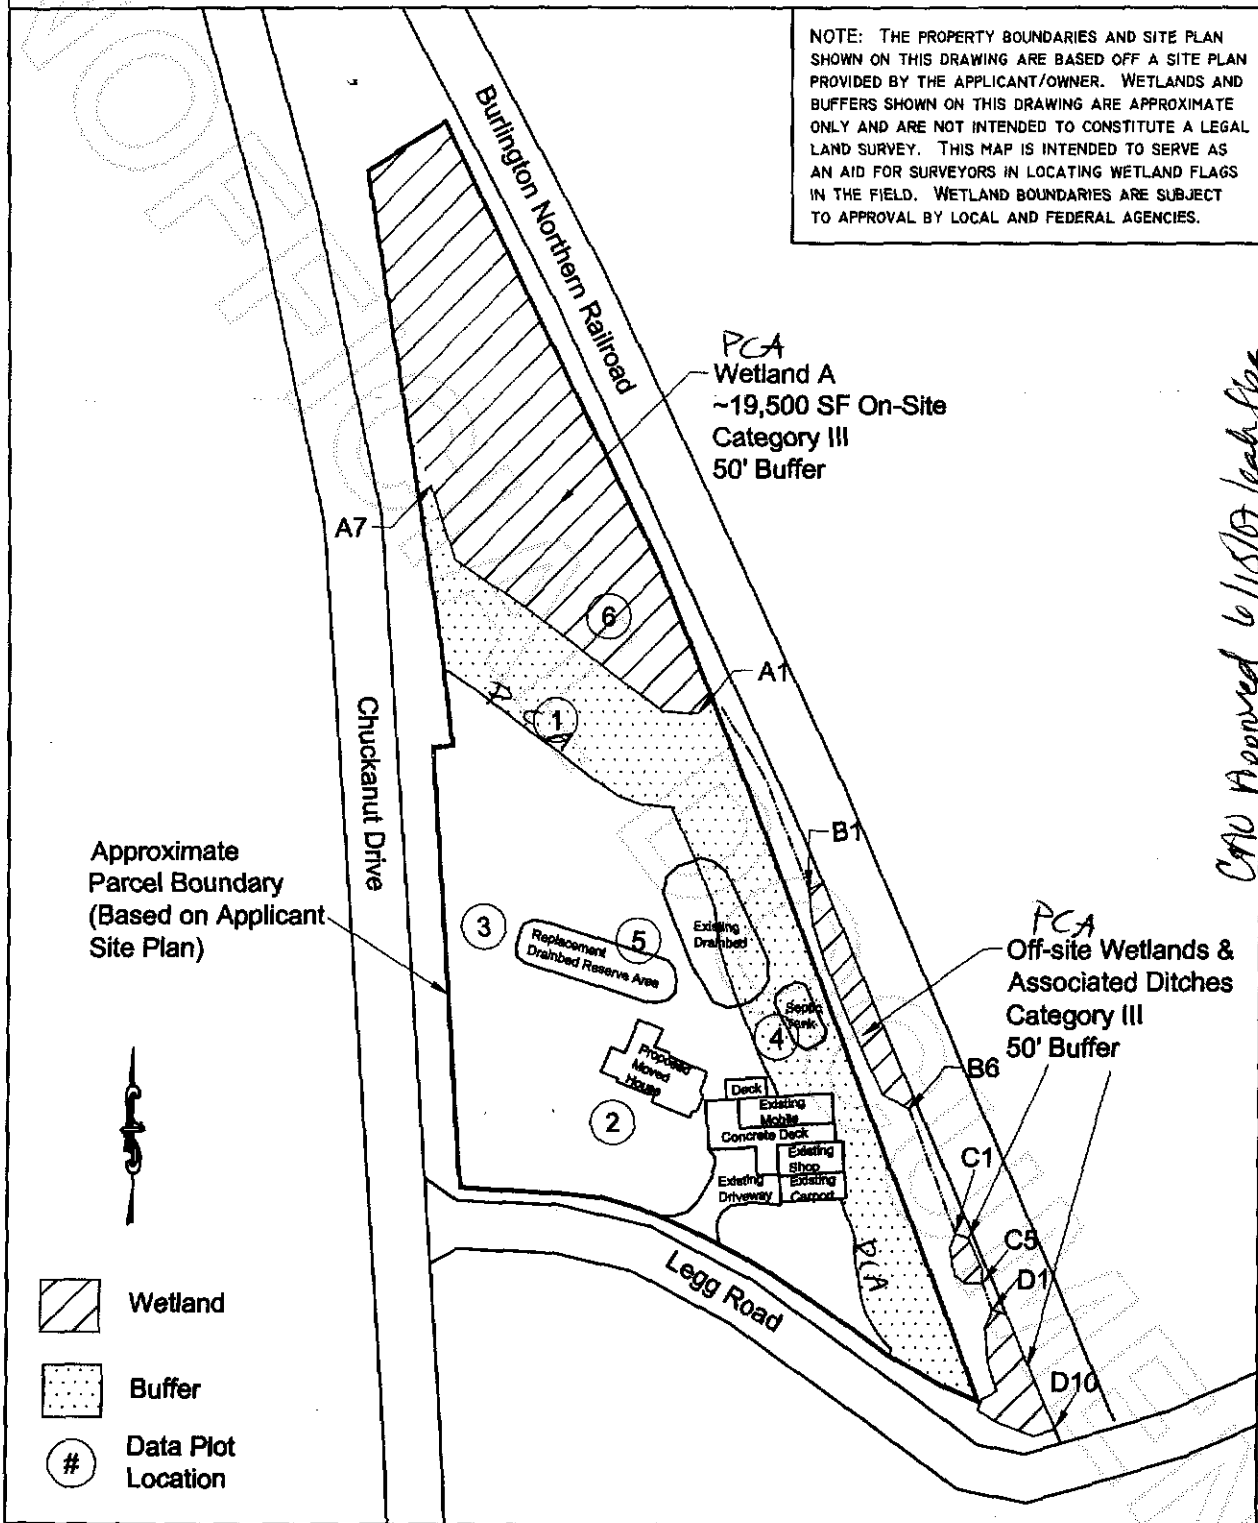 NOTE: THE PROPERTY BOUNDARIES AND SITE PLAN
SHOWN ON THIS DRAWING ARE BASED OFF A SITE PLAN
PROVIDED BY THE APPLICANT/OWNER. WETLANDS AND
BUFFERS SHOWN ON THIS DRAWING ARE APPROXIMATE
ONLY AND ARE NOT INTENDED TO CONSTITUTE A LEGAL
LAND SURVEY. THIS MAP IS INTENDED TO SERVE AS
AN AID FOR SURVEYORS IN LOCATING WETLAND FLAGS
IN THE FIELD. WETLAND BOUNDARIES ARE SUBJECT
TO APPROVAL BY LOCAL AND FEDERAL AGENCIES.
Burlington Northern Railroad
PCA
Wetland A
~19,500 SF On-Site
Category III
50' Buffer
CAO Approved 6/15/07
A7
6
A1
PCA
1
Chuckanut Drive
B1
Approximate
Parcel Boundary
(Based on Applicant
Site Plan)
3
Replacement
Drainbed Reserve Area
5
Existing
Drainbed
PCA
Off-site Wetlands &
Associated Ditches
Category III
50' Buffer
Septic
Tank
4
B6
Proposed
Moved
House
2
Deck
Existing
Mobile
Concrete Deck
Existing
Shop
Existing
Driveway
Existing
Carport
C1
C5
D1
D10
PCA
Legg Road
Wetland
Buffer
#
Data Plot
Location
UNOFFICIAL DOCUMENT